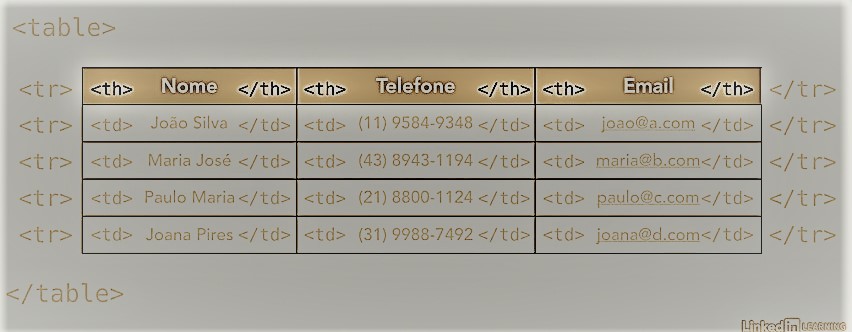 <table>
<tr> <th> Nome </th> <th> Telefone </th> <th> Email </th> </tr>
<tr> <td> João Silva </td> <td> (11) 9584-9348 </td> <td> joao@a.com </td> </tr>
<tr> <td> Maria José </td> <td> (43) 8943-1194 </td> <td> maria@b.com </td> </tr>
<tr> <td> Paulo Maria </td> <td> (21) 8800-1124 </td> <td> paulo@c.com </td> </tr>
<tr> <td> Joana Pires </td> <td> (31) 9988-7492 </td> <td> joana@d.com </td> </tr>
</table>
Linked in LEARNING